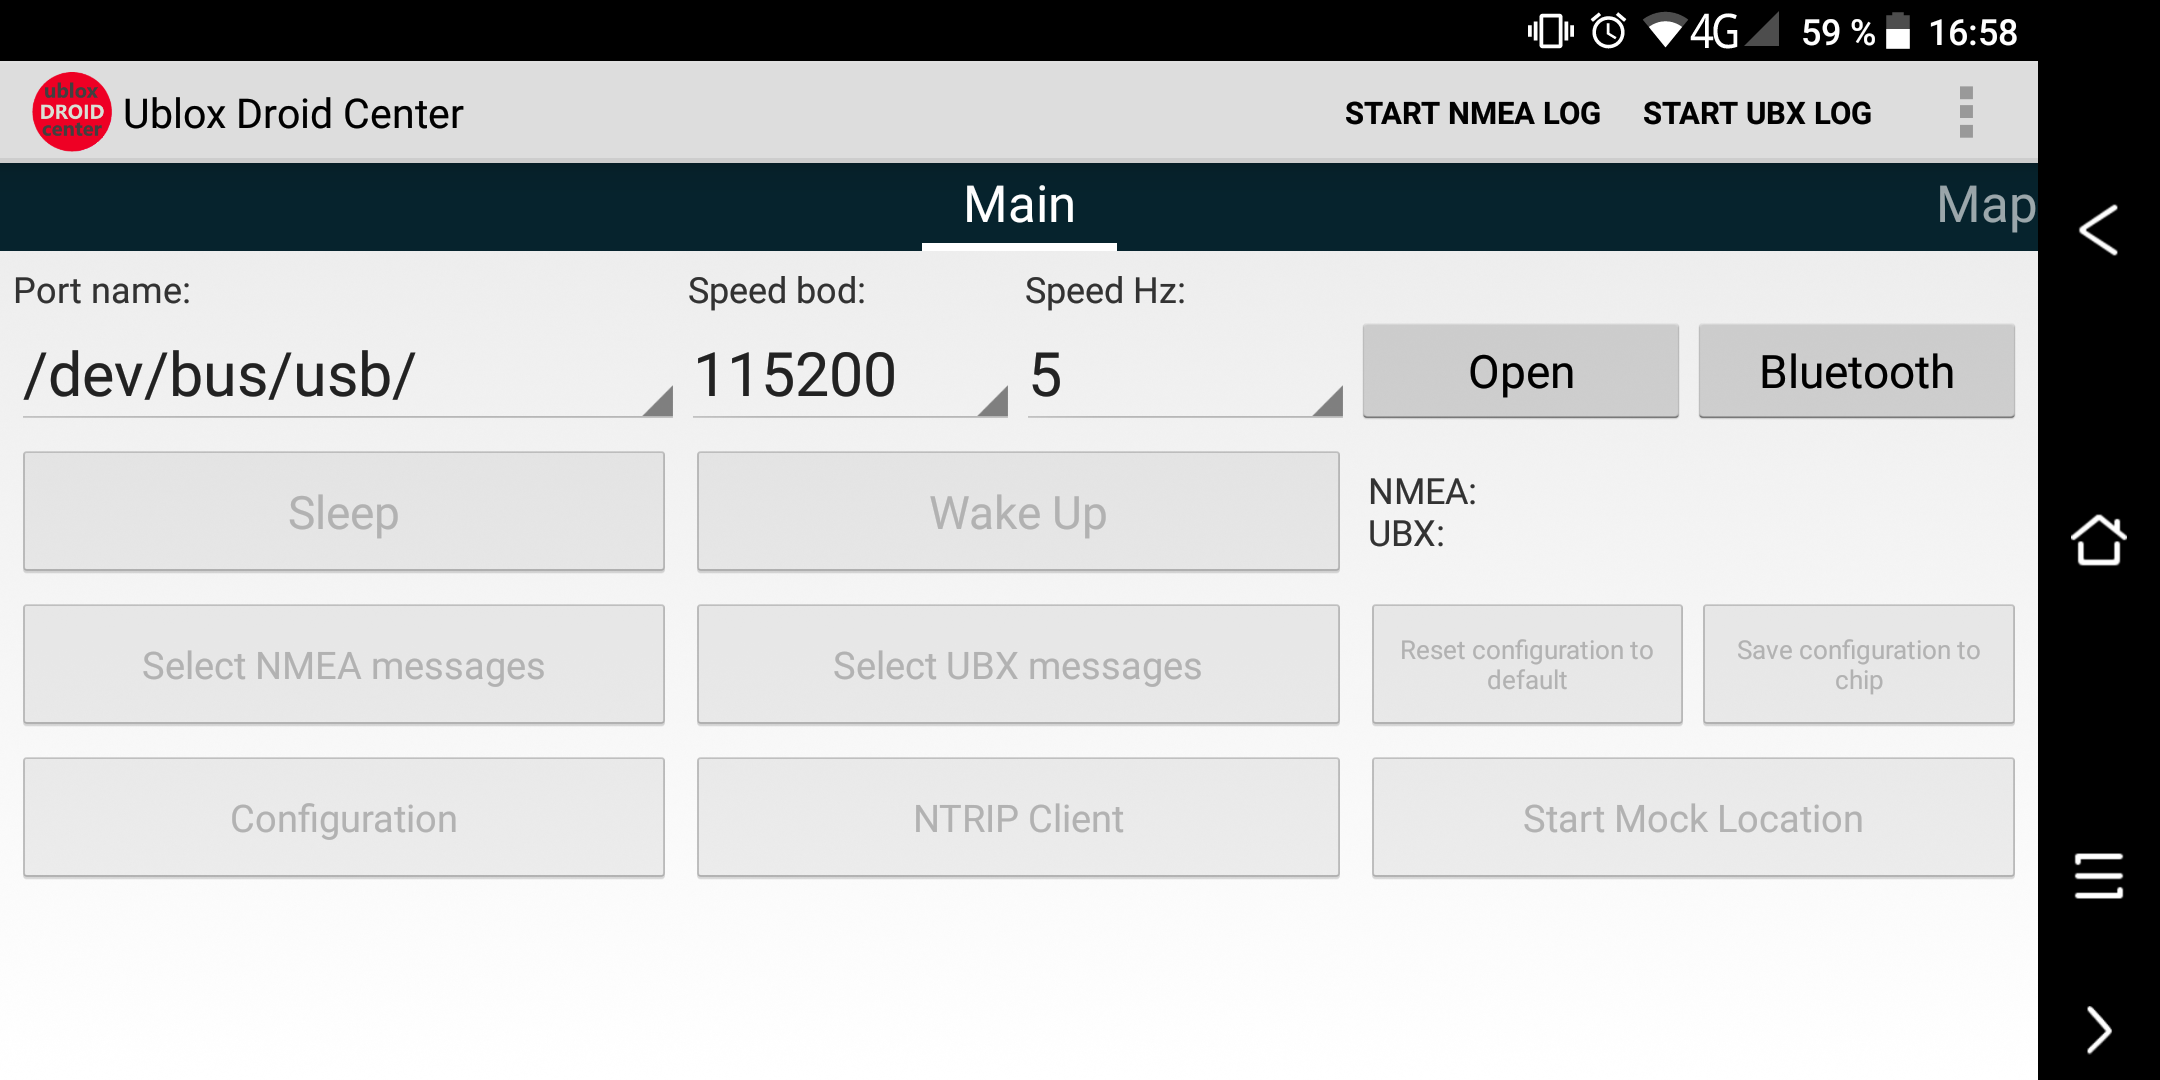 4G 59 % 16:58
ublox
DROID
center
Ublox Droid Center START NMEA LOG START UBX LOG
Main Map
Port name: Speed bod: Speed Hz:
/dev/bus/usb/ 115200 5 Open Bluetooth
Sleep Wake Up
NMEA:
UBX:
Select NMEA messages Select UBX messages
Reset configuration to
default
Save configuration to
chip
Configuration NTRIP Client Start Mock Location